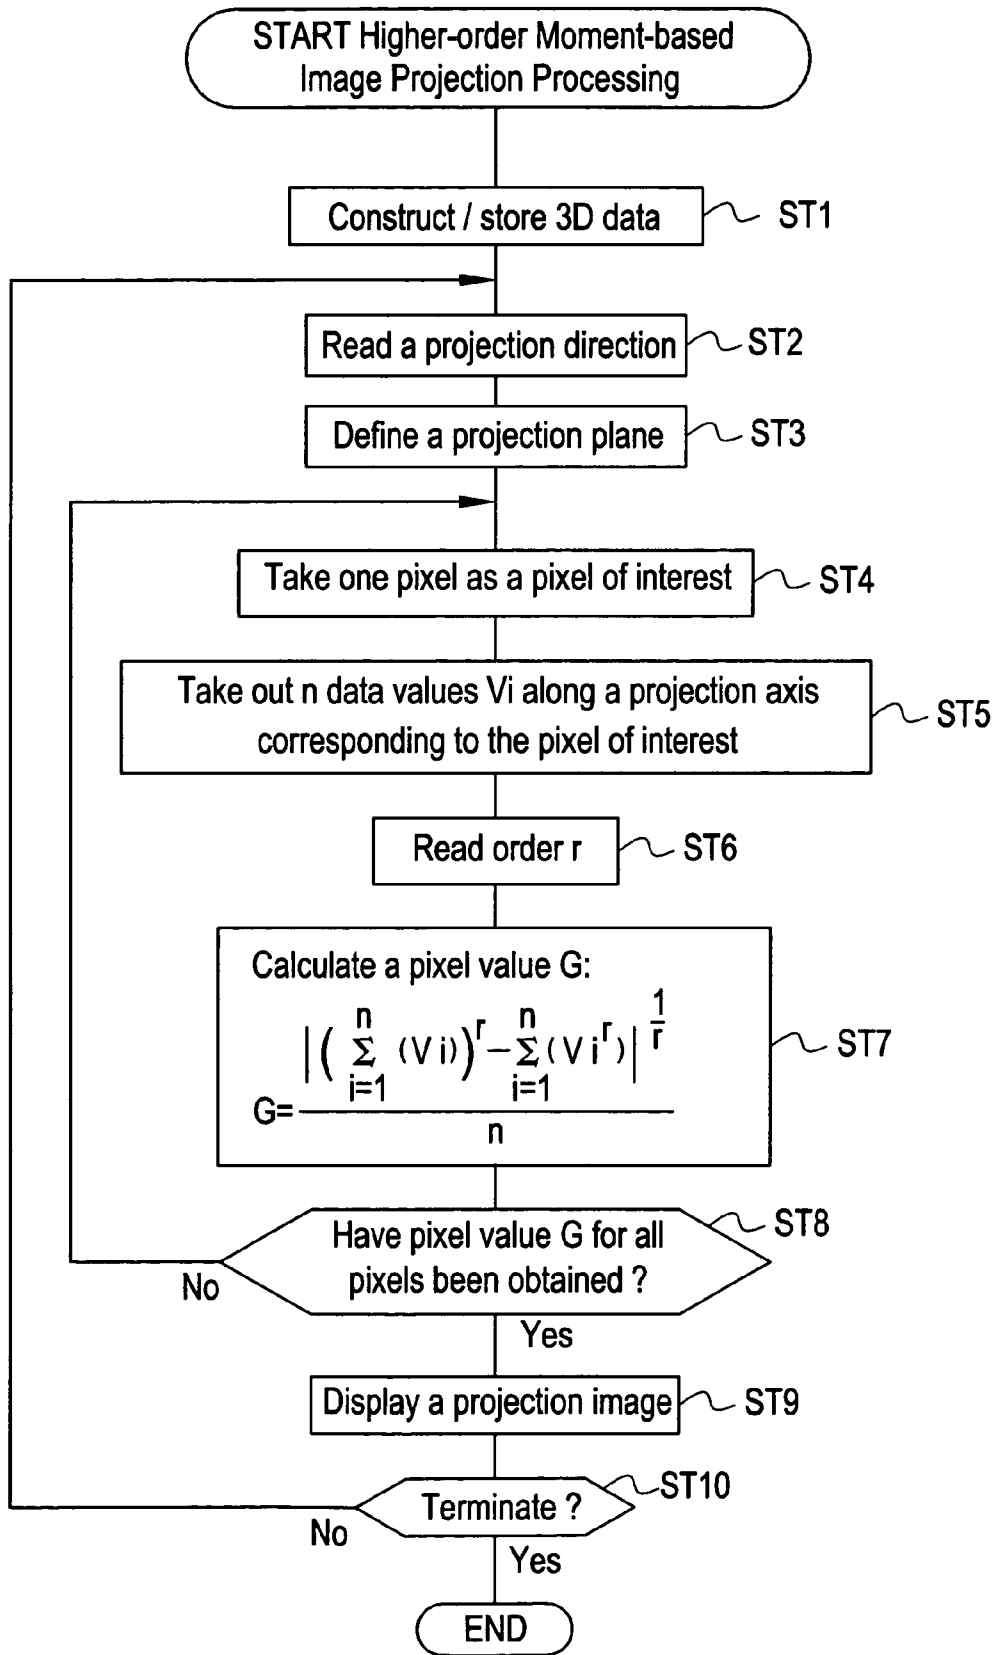 START Higher-order Moment-based
Image Projection Processing
Construct / store 3D data
ST1
Read a projection direction
ST2
Define a projection plane
ST3
Take one pixel as a pixel of interest
ST4
Take out n data values Vi along a projection axis
corresponding to the pixel of interest
ST5
Read order r
ST6
Calculate a pixel value G:
G= | ( n Σ i=1 (Vi) )^r − n Σ i=1 (Vi^r) |^1/r
n
ST7
Have pixel value G for all
pixels been obtained ?
ST8
No
Yes
Display a projection image
ST9
Terminate ?
ST10
No
Yes
END